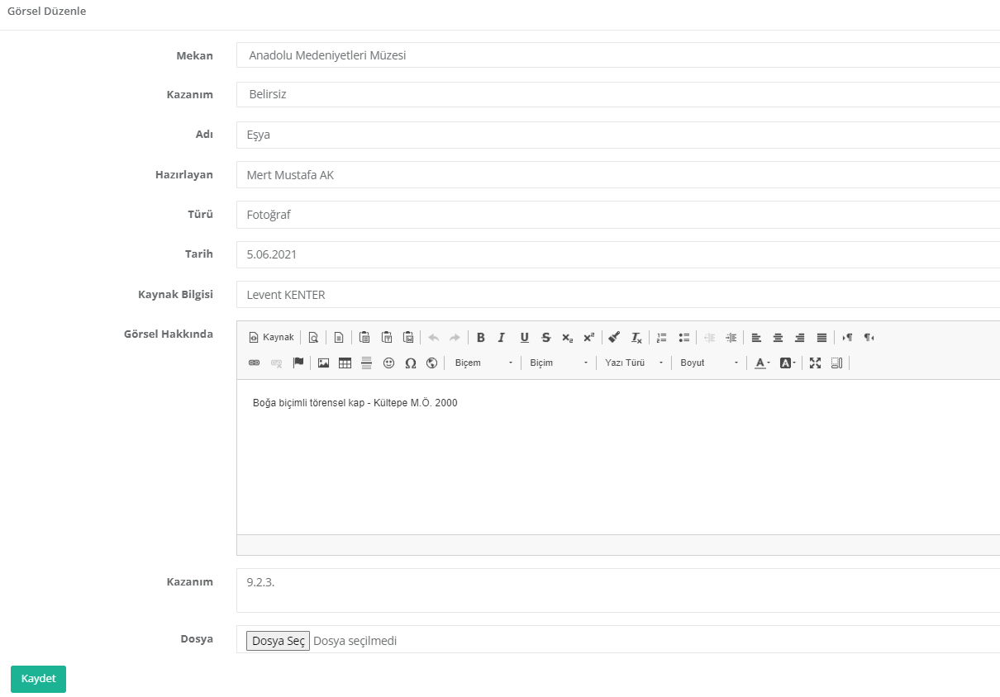 Görsel Düzenle
Mekan Anadolu Medeniyetleri Müzesi
Kazanım Belirsiz
Adı Eşya
Hazırlayan Mert Mustafa AK
Türü Fotoğraf
Tarih 5.06.2021
Kaynak Bilgisi Levent KENTER
Görsel Hakkında Kaynak
Biçem Biçim Yazı Türü Boyut
Boğa biçimli törensel kap - Kültepe M.Ö. 2000
Kazanım 9.2.3.
Dosya Dosya Seç Dosya seçilmedi
Kaydet